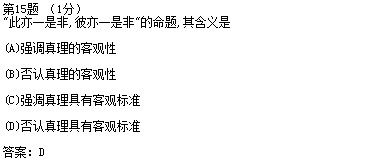 第15题 （1分）
"此亦一是非,彼亦一是非"的命题,其含义是
(A)强调真理的客观性
(B)否认真理的客观性
(C)强凋真理具有客观标准
(D)否认真理具有客观标准
答案: D